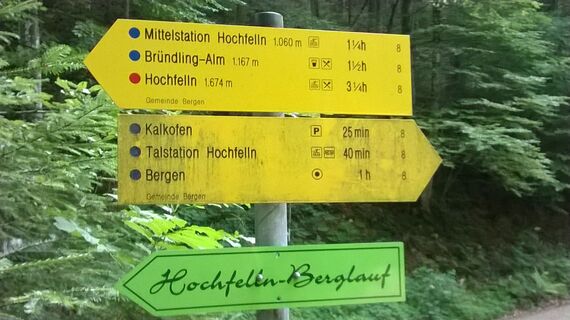 Mittelstation Hochfelln 1.060 m 1¼h 8
Bründling-Alm 1.167 m 1½h 8
Hochfelln 1.674 m 3¼h 8
Gemeinde Bergen
Kalkofen P 25 min 8
Talstation Hochfelln 40 min 8
Bergen 1 h 8
Gemeinde Bergen
Hochfelln-Berglauf